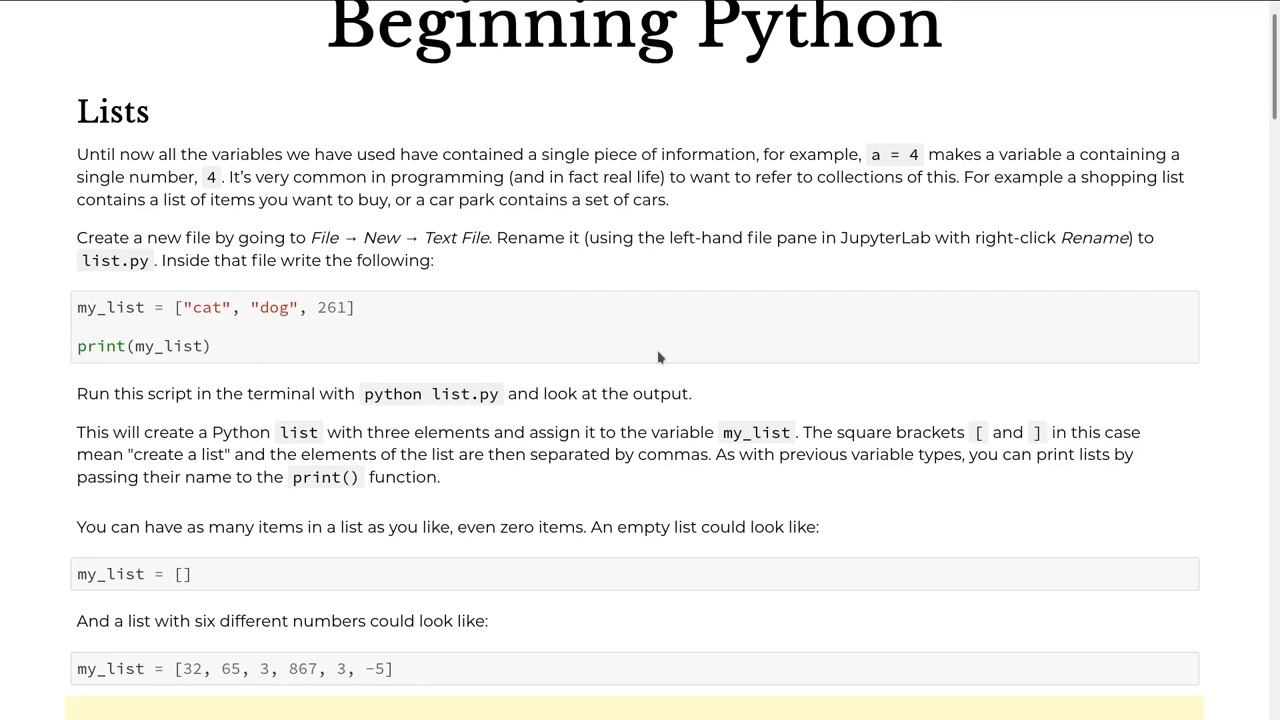 Beginning Python
Lists
Until now all the variables we have used have contained a single piece of information, for example, a = 4 makes a variable a containing a
single number, 4. It’s very common in programming (and in fact real life) to want to refer to collections of this. For example a shopping list
contains a list of items you want to buy, or a car park contains a set of cars.
Create a new file by going to File → New → Text File. Rename it (using the left-hand file pane in JupyterLab with right-click Rename) to
list.py. Inside that file write the following:
my_list = ["cat", "dog", 261]
print(my_list)
Run this script in the terminal with python list.py and look at the output.
This will create a Python list with three elements and assign it to the variable my_list. The square brackets [ and ] in this case
mean "create a list" and the elements of the list are then separated by commas. As with previous variable types, you can print lists by
passing their name to the print() function.
You can have as many items in a list as you like, even zero items. An empty list could look like:
my_list = []
And a list with six different numbers could look like:
my_list = [32, 65, 3, 867, 3, -5]